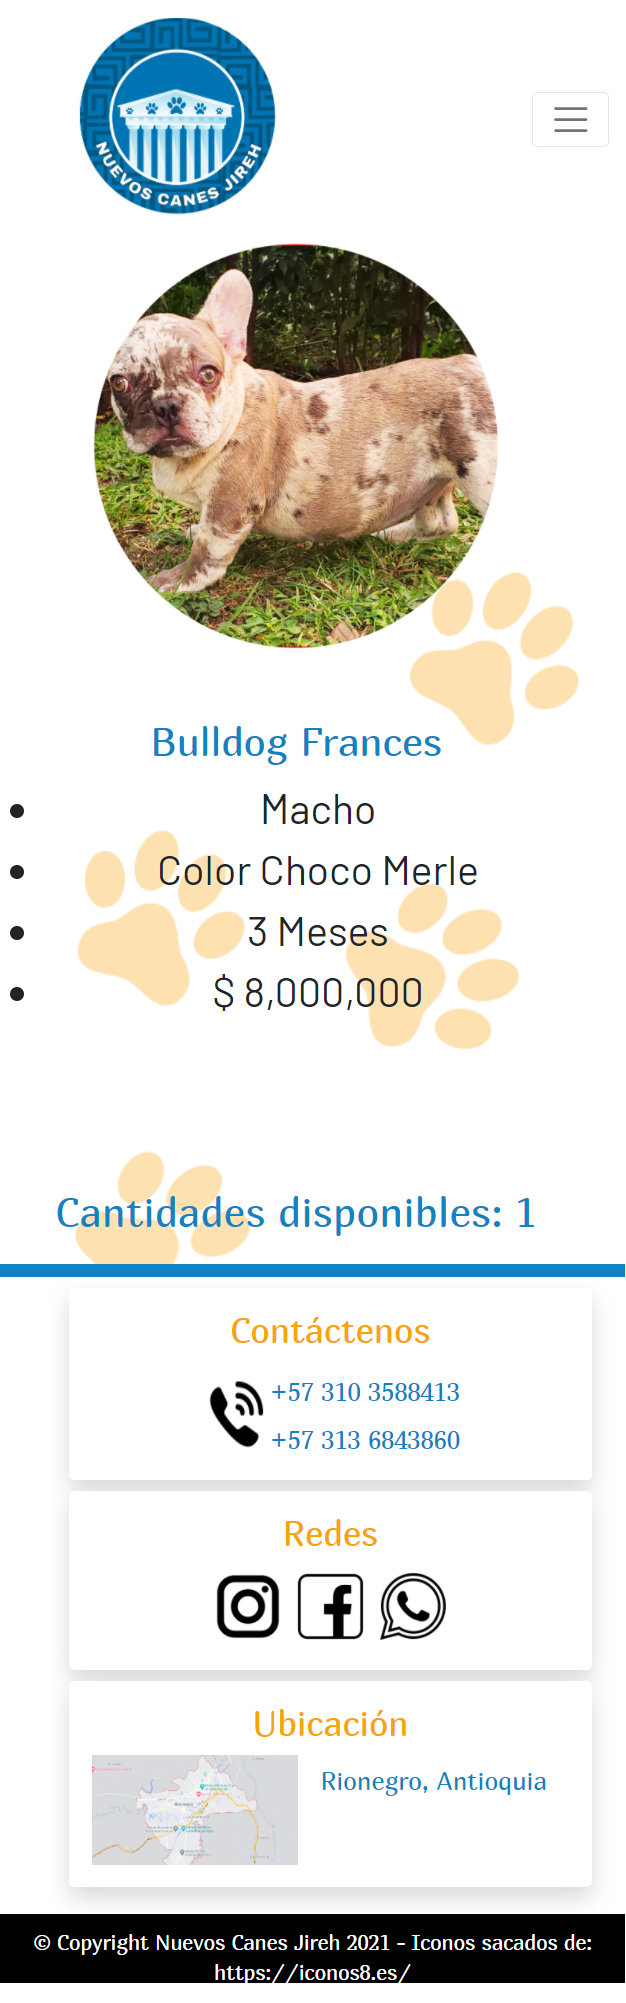 NUEVOS CANES JIREH
Bulldog Frances
Macho
Color Choco Merle
3 Meses
$ 8,000,000
Cantidades disponibles: 1
Contáctenos
+57 310 3588413
+57 313 6843860
Redes
Ubicación
Rionegro, Antioquia
© Copyright Nuevos Canes Jireh 2021 - Iconos sacados de:
https://iconos8.es/